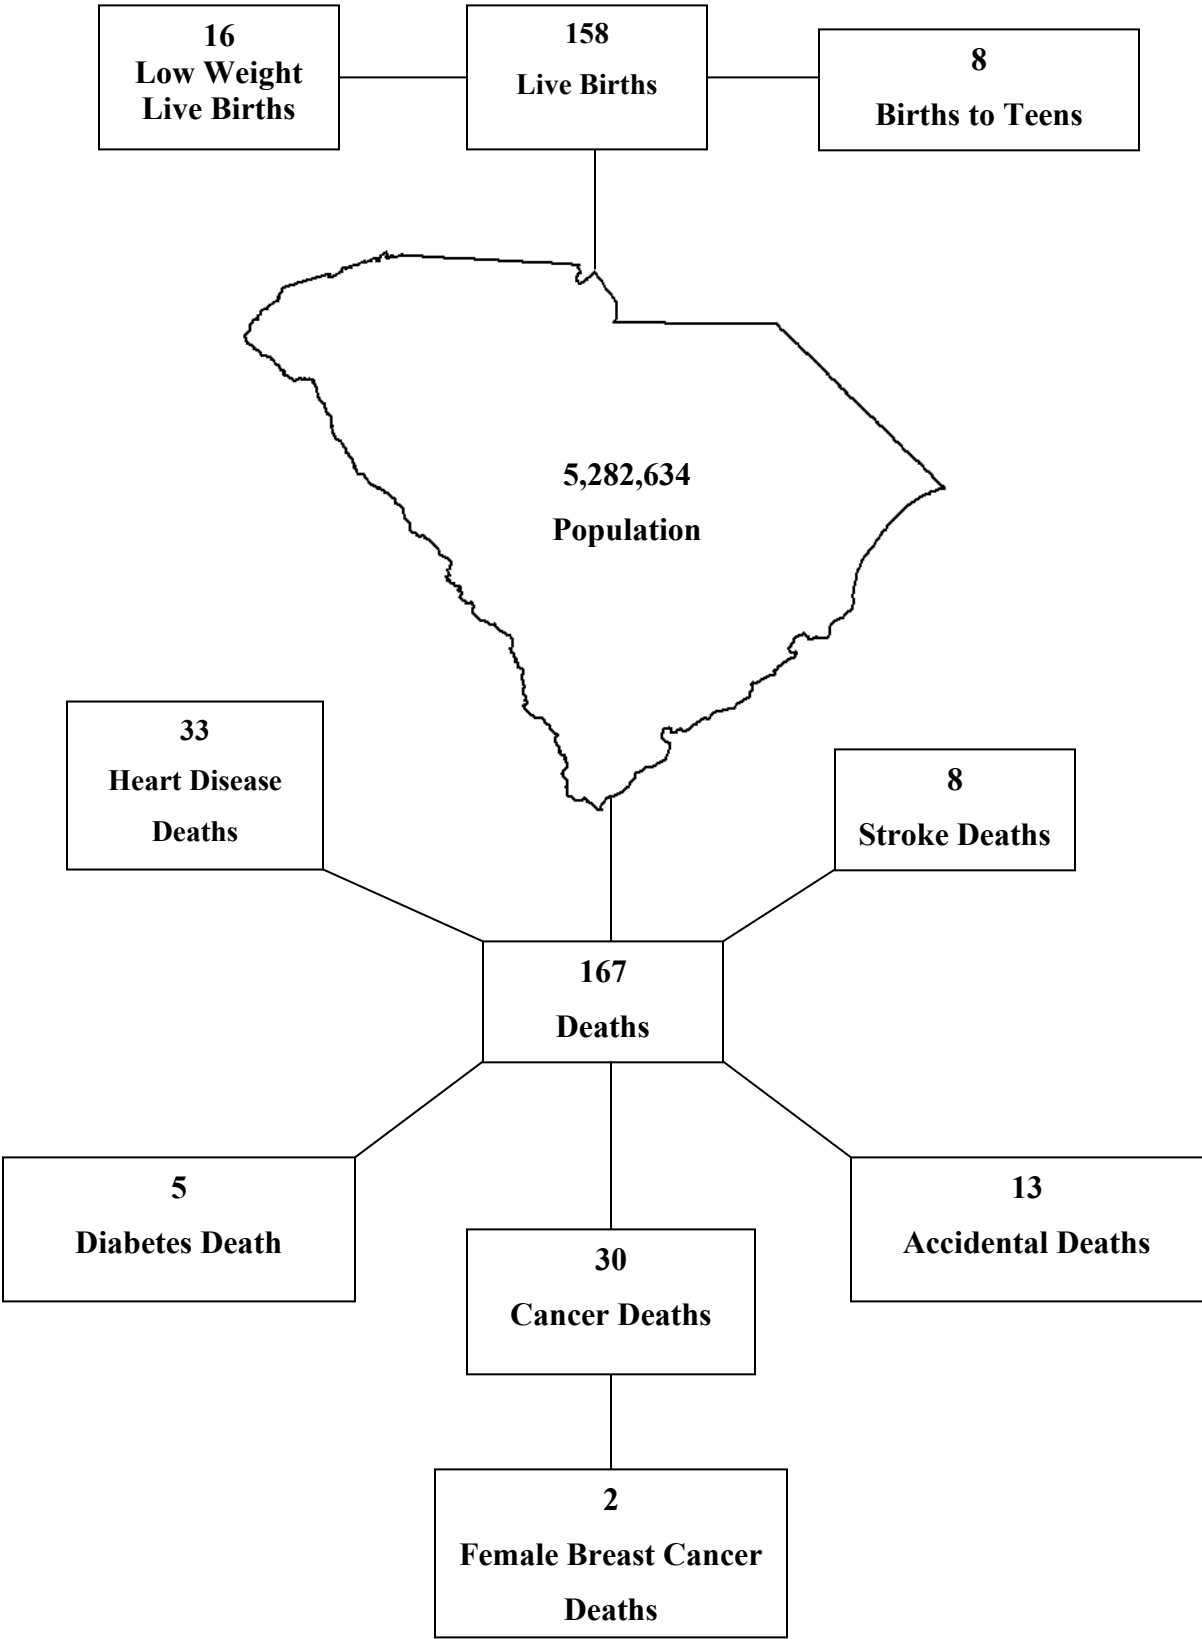 16
Low Weight
Live Births
158
Live Births
8
Births to Teens
5,282,634
Population
33
Heart Disease
Deaths
8
Stroke Deaths
167
Deaths
5
Diabetes Death
30
Cancer Deaths
13
Accidental Deaths
2
Female Breast Cancer
Deaths